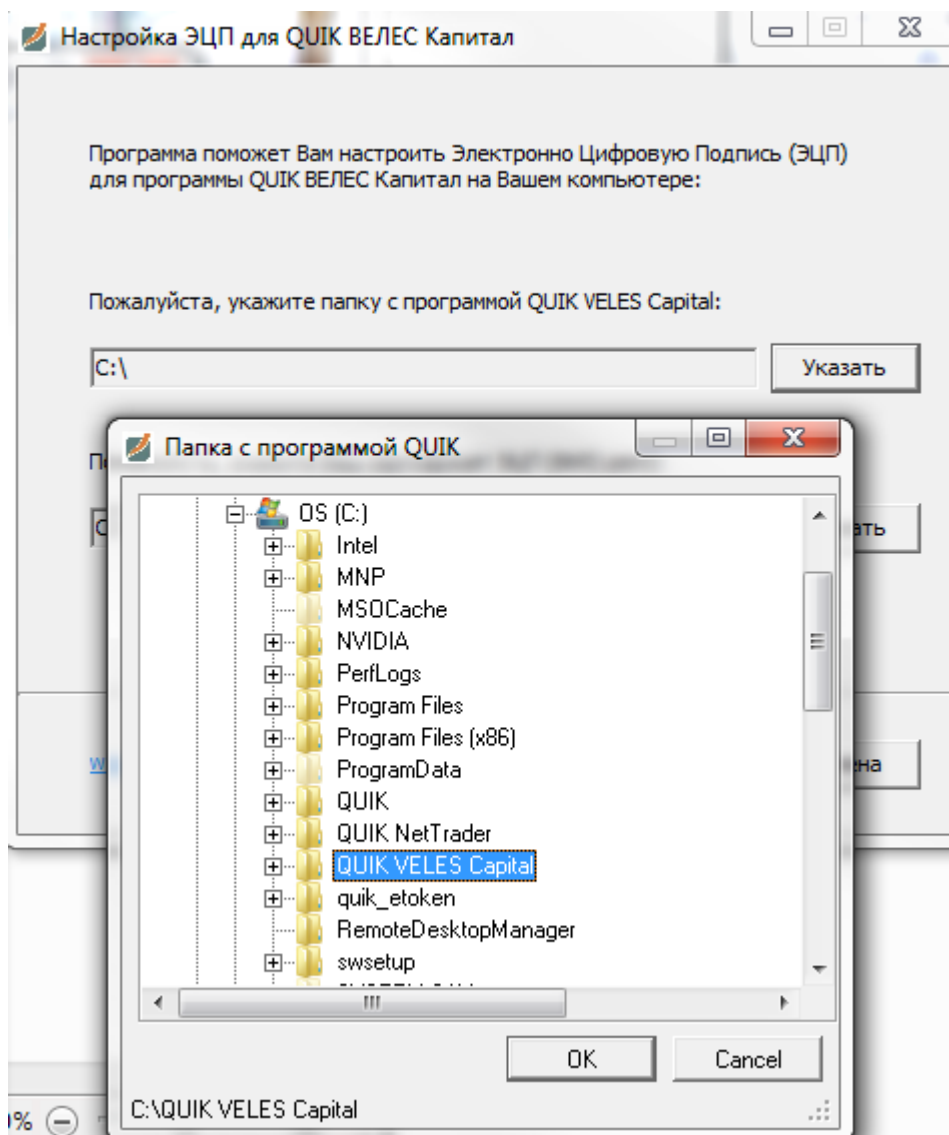 Настройка ЭЦП для QUIK ВЕЛЕС Капитал
Программа поможет Вам настроить Электронно Цифровую Подпись (ЭЦП)
для программы QUIK ВЕЛЕС Капитал на Вашем компьютере:
Пожалуйста, укажите папку с программой QUIK VELES Capital:
C:\
Указать
Папка с программой QUIK
OS (C:)
Intel
MNP
MSOCache
NVIDIA
PerfLogs
Program Files
Program Files (x86)
ProgramData
QUIK
QUIK NetTrader
QUIK VELES Capital
quik_etoken
RemoteDesktopManager
swsetup
OK
Cancel
C:\QUIK VELES Capital